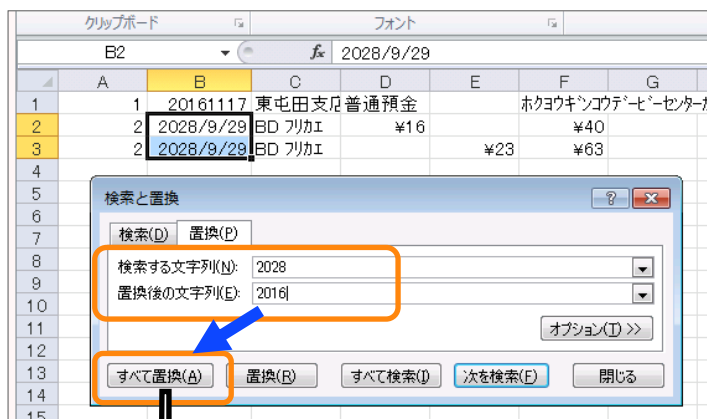 クリップボード フォント
B2 fx 2028/9/29
A B C D E F G
1 1 20161117 東屯田支店 普通預金 ホクヨウギンコウデービーセンター
2 2 2028/9/29 BD フリカエ ¥16 ¥40
3 2 2028/9/29 BD フリカエ ¥23 ¥63
4
5
6
7
8
9
10
11
12
13
14
15
検索と置換
検索(D) 置換(P)
検索する文字列(N): 2028
置換後の文字列(E): 2016
オプション(T) >>
すべて置換(A) 置換(R) すべて検索(I) 次を検索(F) 閉じる